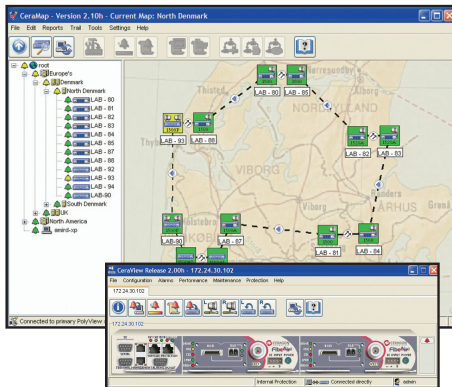 CeraMap - Version 2.10h - Current Map: North Denmark
File Edit Reports Trail Tools Settings Help
root
Europe's
Denmark
North Denmark
LAB - 80
LAB - 81
LAB - 82
LAB - 83
LAB - 84
LAB - 85
LAB - 87
LAB - 88
LAB - 92
LAB - 93
LAB - 94
LAB-90
South Denmark
UK
North America
amird-xp
Thisted
NORDJYLLAND
LAB - 80
LAB - 85
LAB - 93
LAB - 88
LAB - 82
LAB - 83
VIBORG
Viborg
ÅRHUS
LAB-90
LAB - 87
LAB - 81
LAB - 84
Connected to primary PolyView
CeraView Release 2.00h - 172.24.30.102
File Configuration Alarms Performance Maintenance Protection Help
172.24.30.102
172.24.30.102
Internal Protection
Connected directly
admin